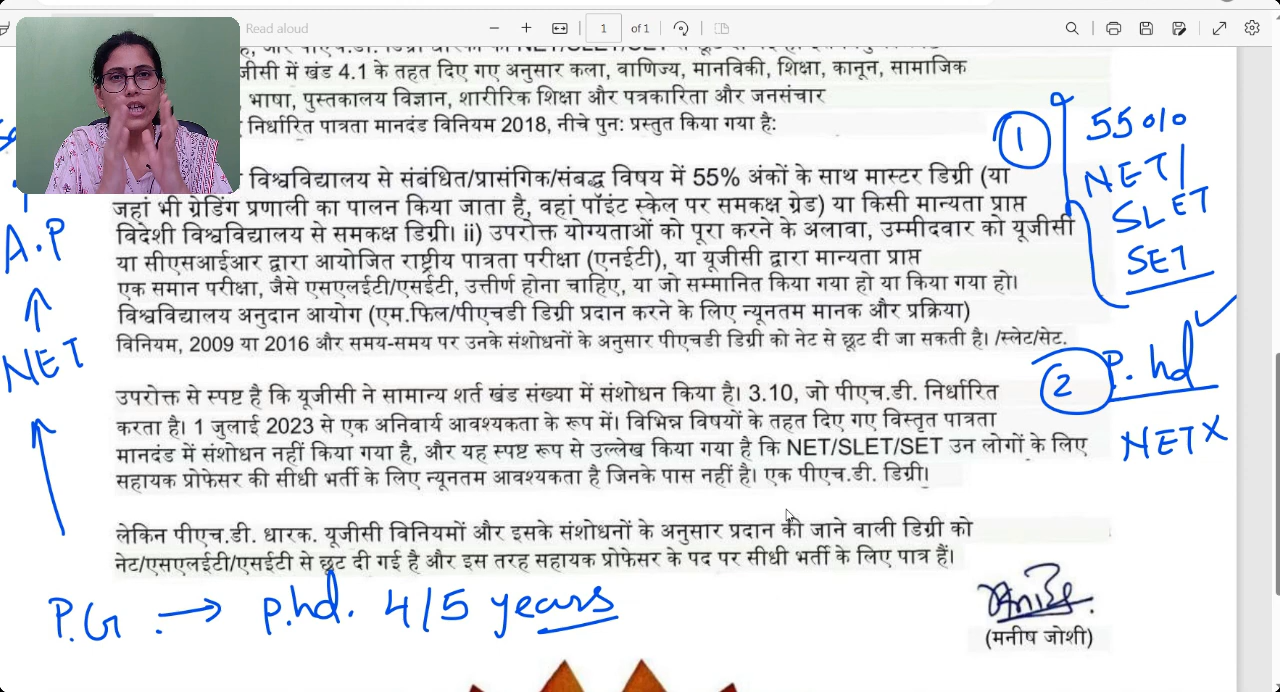 Read aloud
1 of 1
जीसी में खंड 4.1 के तहत दिए गए अनुसार कला, वाणिज्य, मानविकी, शिक्षा, कानून, सामाजिक
भाषा, पुस्तकालय विज्ञान, शारीरिक शिक्षा और पत्रकारिता और जनसंचार
निर्धारित पात्रता मानदंड विनियम 2018, नीचे पुन: प्रस्तुत किया गया है:
विश्वविद्यालय से संबंधित/प्रासंगिक/संबद्ध विषय में 55% अंकों के साथ मास्टर डिग्री (या
जहां भी ग्रेडिंग प्रणाली का पालन किया जाता है, वहां पॉइंट स्केल पर समकक्ष ग्रेड) या किसी मान्यता प्राप्त
विदेशी विश्वविद्यालय से समकक्ष डिग्री। ii) उपरोक्त योग्यताओं को पूरा करने के अलावा, उम्मीदवार को यूजीसी
या सीएसआईआर द्वारा आयोजित राष्ट्रीय पात्रता परीक्षा (एनईटी), या यूजीसी द्वारा मान्यता प्राप्त
एक समान परीक्षा, जैसे एसएलईटी/एसईटी, उत्तीर्ण होना चाहिए, या जो सम्मानित किया गया हो या किया गया हो।
विश्वविद्यालय अनुदान आयोग (एम.फिल/पीएचडी डिग्री प्रदान करने के लिए न्यूनतम मानक और प्रक्रिया)
विनियम, 2009 या 2016 और समय-समय पर उनके संशोधनों के अनुसार पीएचडी डिग्री को नेट से छूट दी जा सकती है। /स्लेट/सेट.
उपरोक्त से स्पष्ट है कि यूजीसी ने सामान्य शर्त खंड संख्या में संशोधन किया है। 3.10, जो पीएच.डी. निर्धारित
करता है। 1 जुलाई 2023 से एक अनिवार्य आवश्यकता के रूप में। विभिन्न विषयों के तहत दिए गए विस्तृत पात्रता
मानदंड में संशोधन नहीं किया गया है, और यह स्पष्ट रूप से उल्लेख किया गया है कि NET/SLET/SET उन लोगों के लिए
सहायक प्रोफेसर की सीधी भर्ती के लिए न्यूनतम आवश्यकता है जिनके पास नहीं है। एक पीएच.डी. डिग्री।
लेकिन पीएच.डी. धारक. यूजीसी विनियमों और इसके संशोधनों के अनुसार प्रदान की जाने वाली डिग्री को
नेट/एसएलईटी/एसईटी से छूट दी गई है और इस तरह सहायक प्रोफेसर के पद पर सीधी भर्ती के लिए पात्र हैं।
(मनीष जोशी)
A.P
NET
1
55%
NET/
SLET
SET
2
P.hd
NET X
P.G → p.hd. 4/5 years